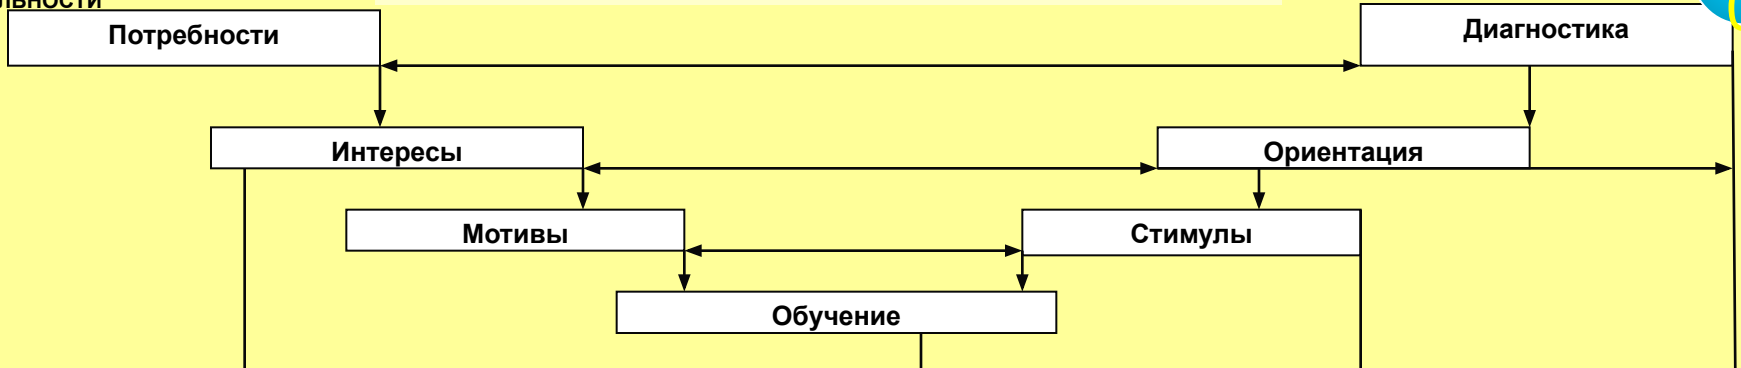 Потребности
Диагностика
Интересы
Ориентация
Мотивы
Стимулы
Обучение